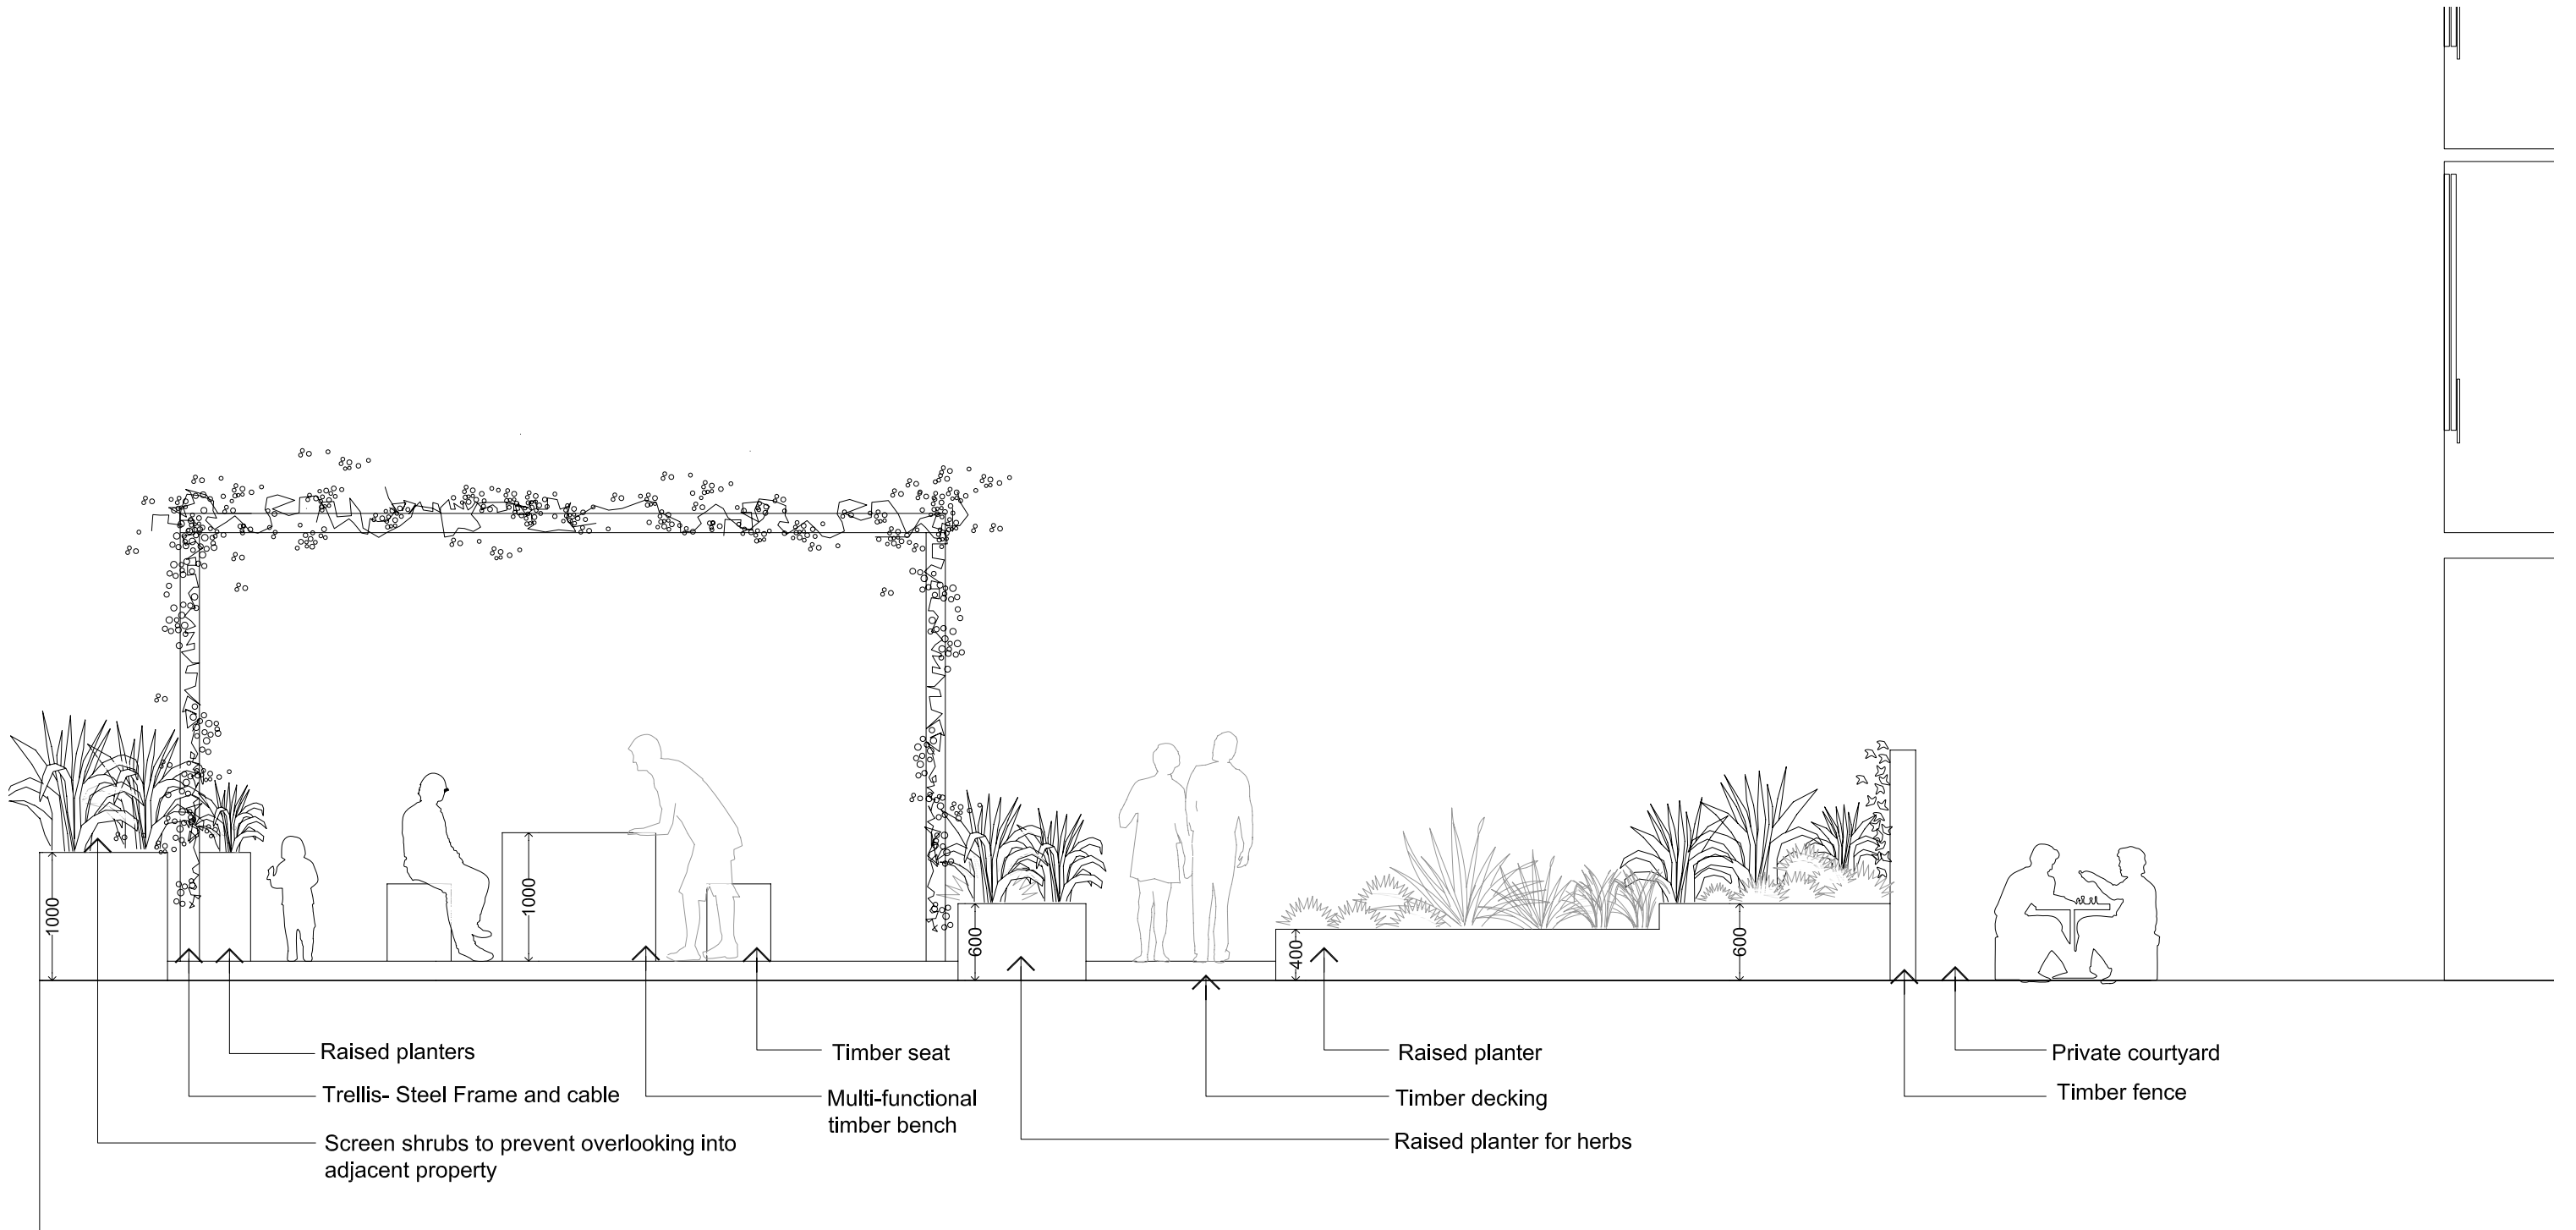 1000
1000
600
400
600
Raised planters
Trellis- Steel Frame and cable
Screen shrubs to prevent overlooking into
adjacent property
Timber seat
Multi-functional
timber bench
Raised planter
Timber decking
Raised planter for herbs
Private courtyard
Timber fence